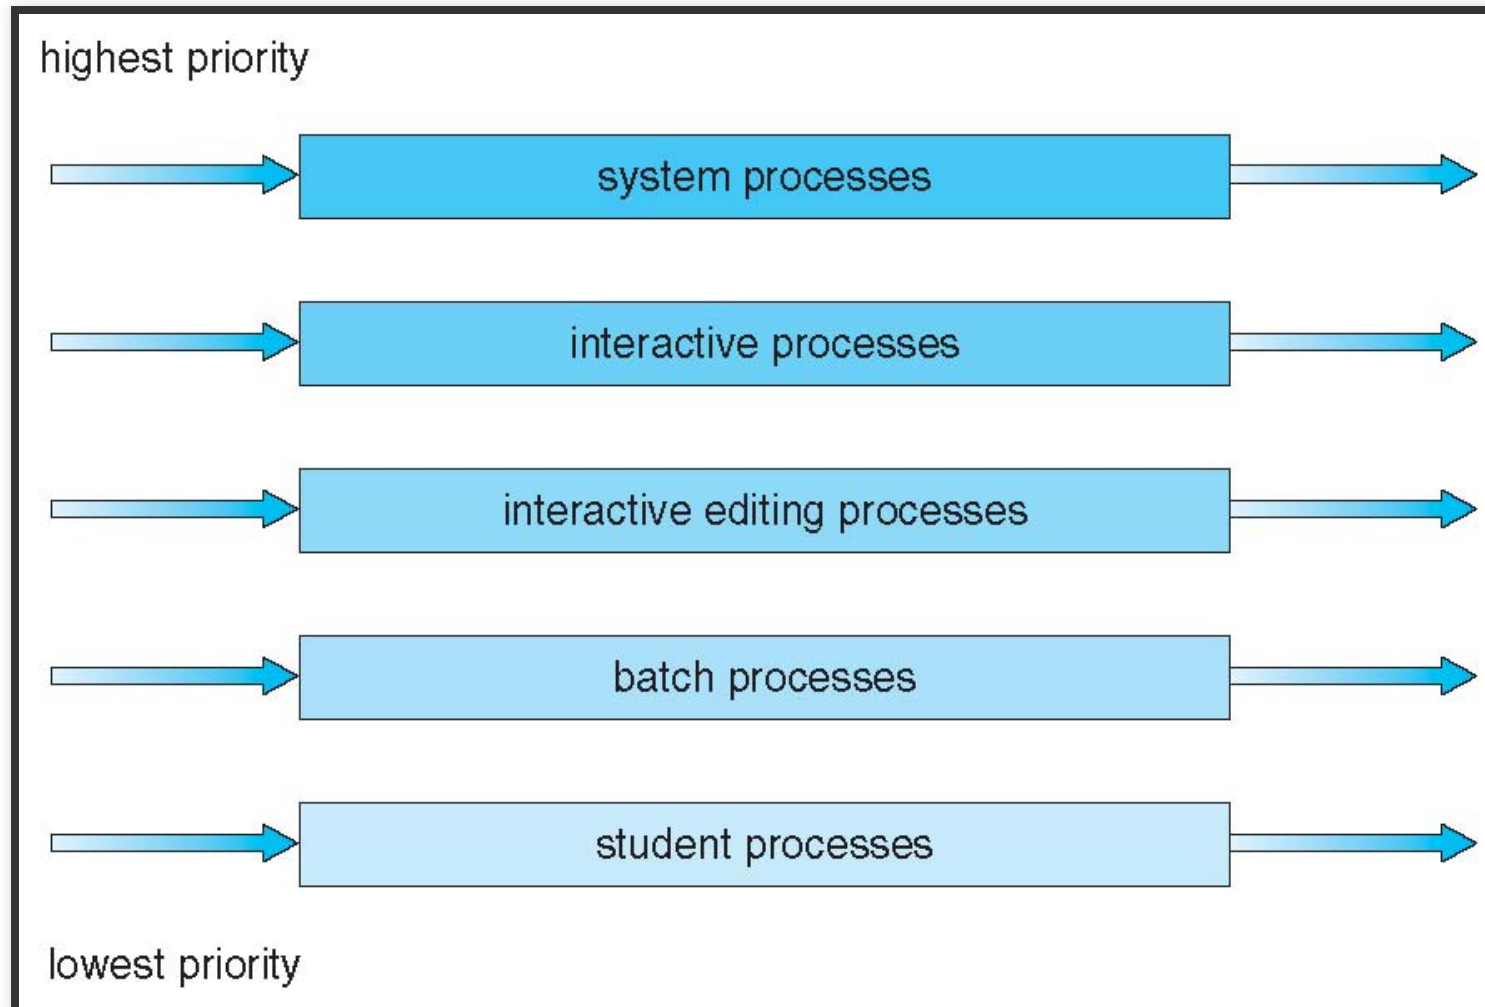 highest priority
system processes
interactive processes
interactive editing processes
batch processes
student processes
lowest priority